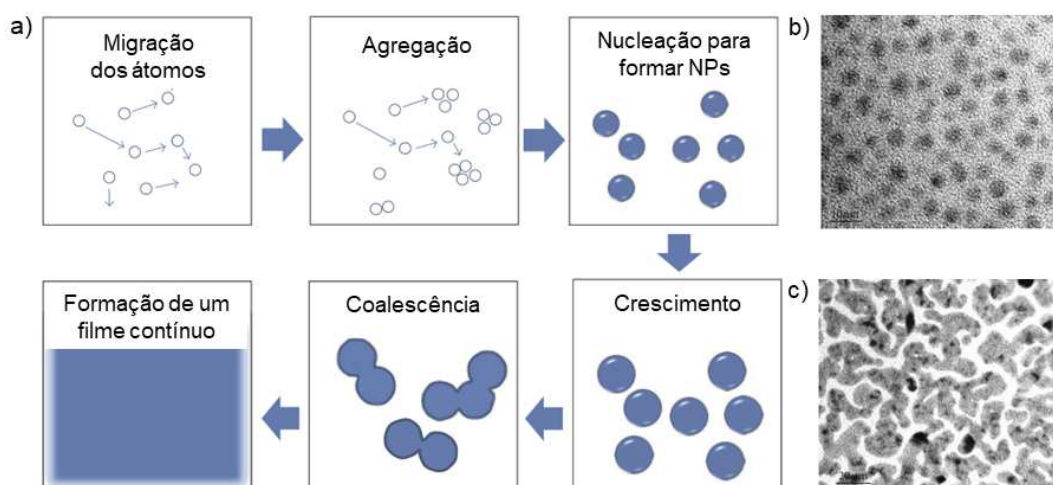 a)
Migração
dos átomos
Agregação
Nucleação para
formar NPs
b)
Formação de um
filme contínuo
Coalescência
Crescimento
c)